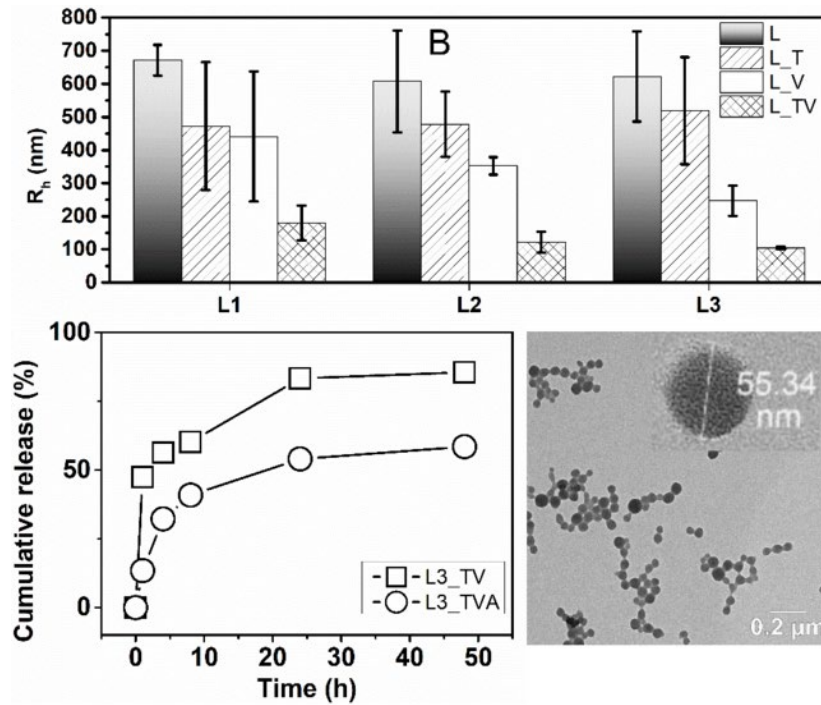 800
700
600
500
400
300
200
100
0
R_h (nm)
B
L
L_T
L_V
L_TV
L1 L2 L3
100
50
0
Cumulative release (%)
L3_TV
L3_TVA
0 10 20 30 40 50
Time (h)
55.34
nm
0.2 μm